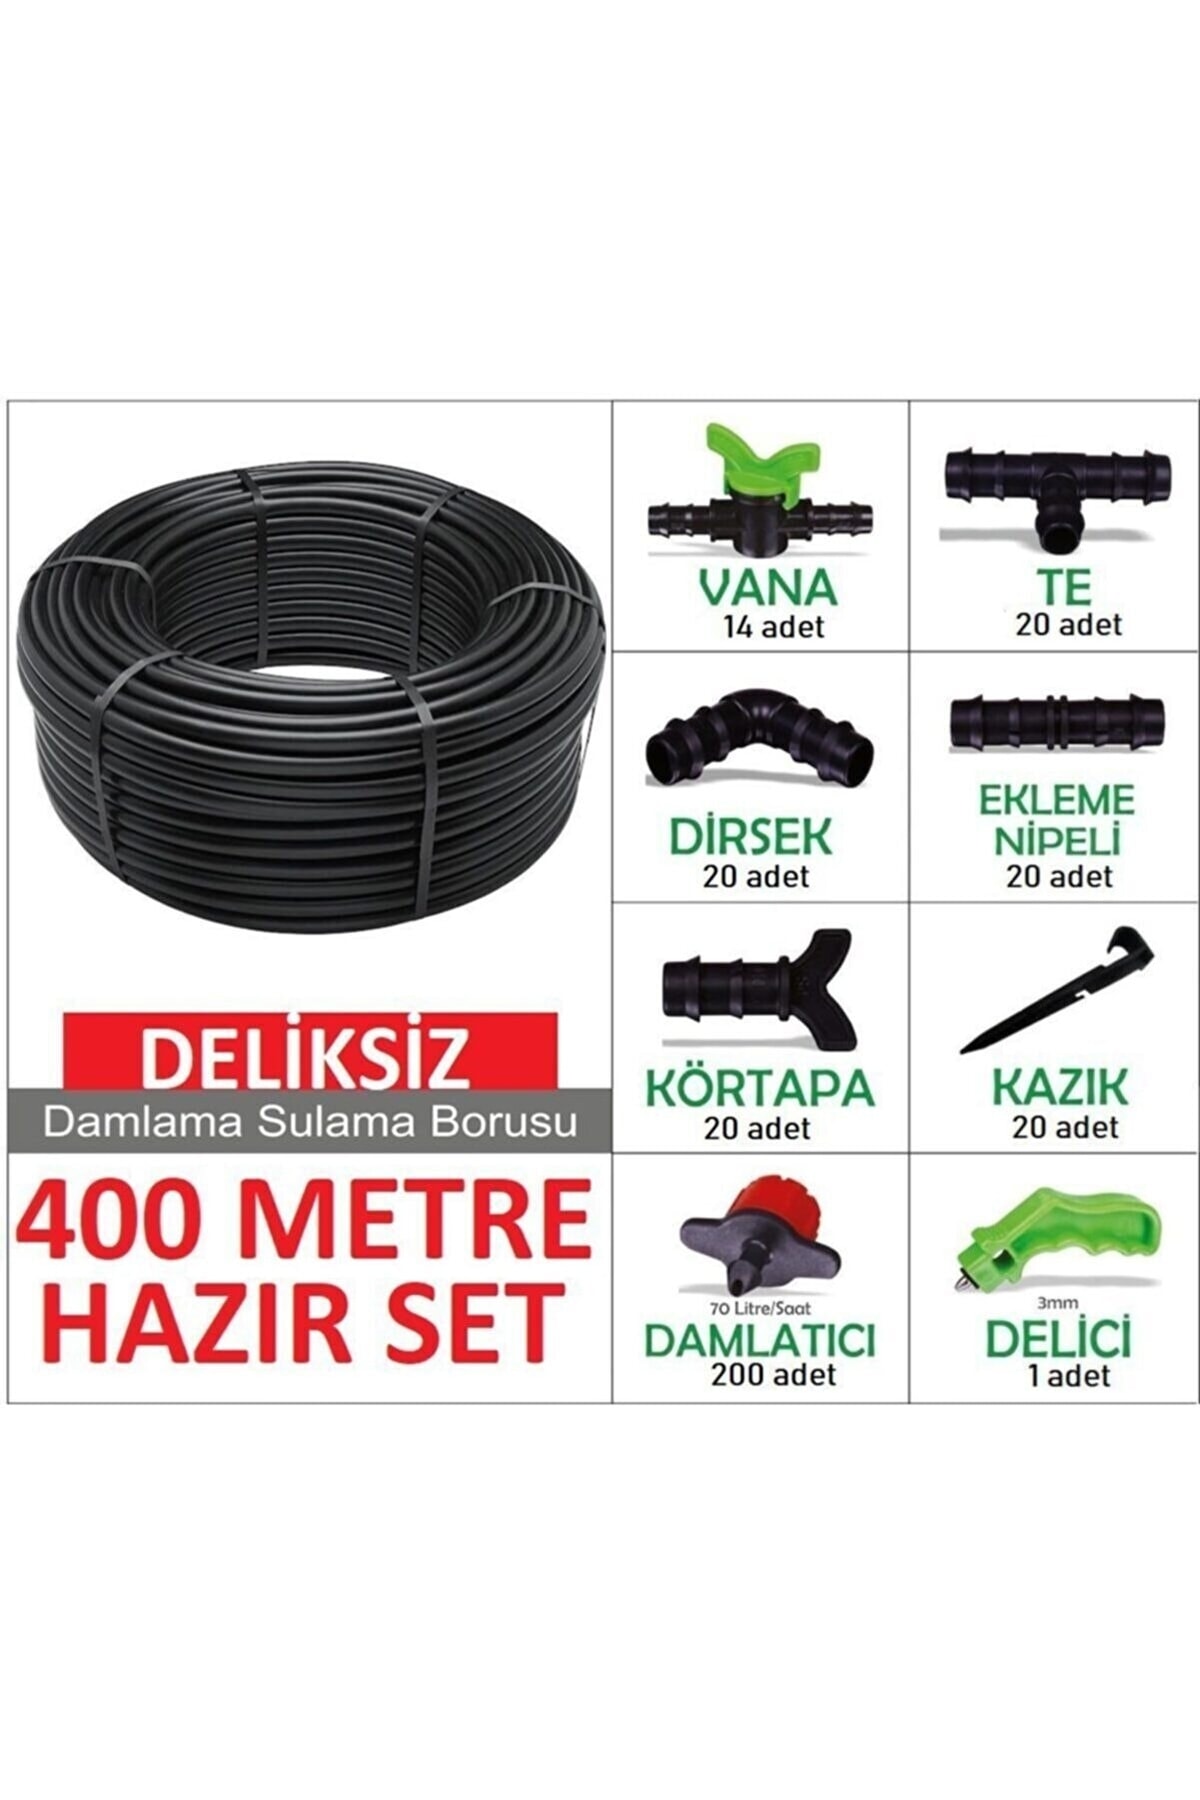 VANA
14 adet
TE
20 adet
DİRSEK
20 adet
EKLEME
NİPELİ
20 adet
KÖRTAPA
20 adet
KAZIK
20 adet
DELİKSİZ
Damlama Sulama Borusu
400 METRE
HAZIR SET
70 Litre/Saat
DAMLATICI
200 adet
3mm
DELİCİ
1 adet